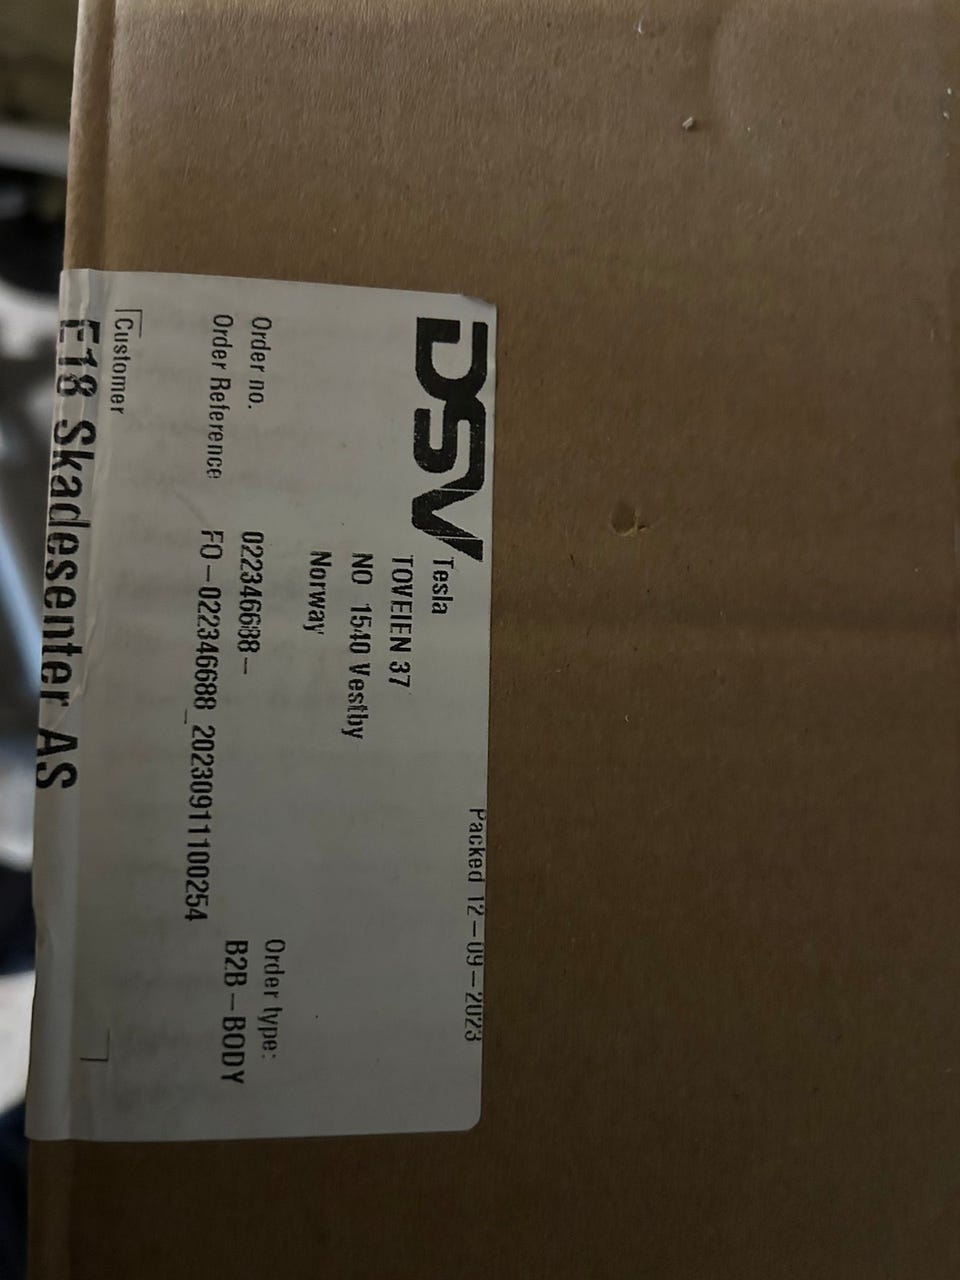 Packed 12-09-2023
DSV
Tesla
TOVEIEN 37
NO 1540 Vestby
Norway
Order no. 022346688-
Order Reference FO-022346688_20230911100254
Order type:
B2B-BODY
Customer
E18 Skadesenter AS